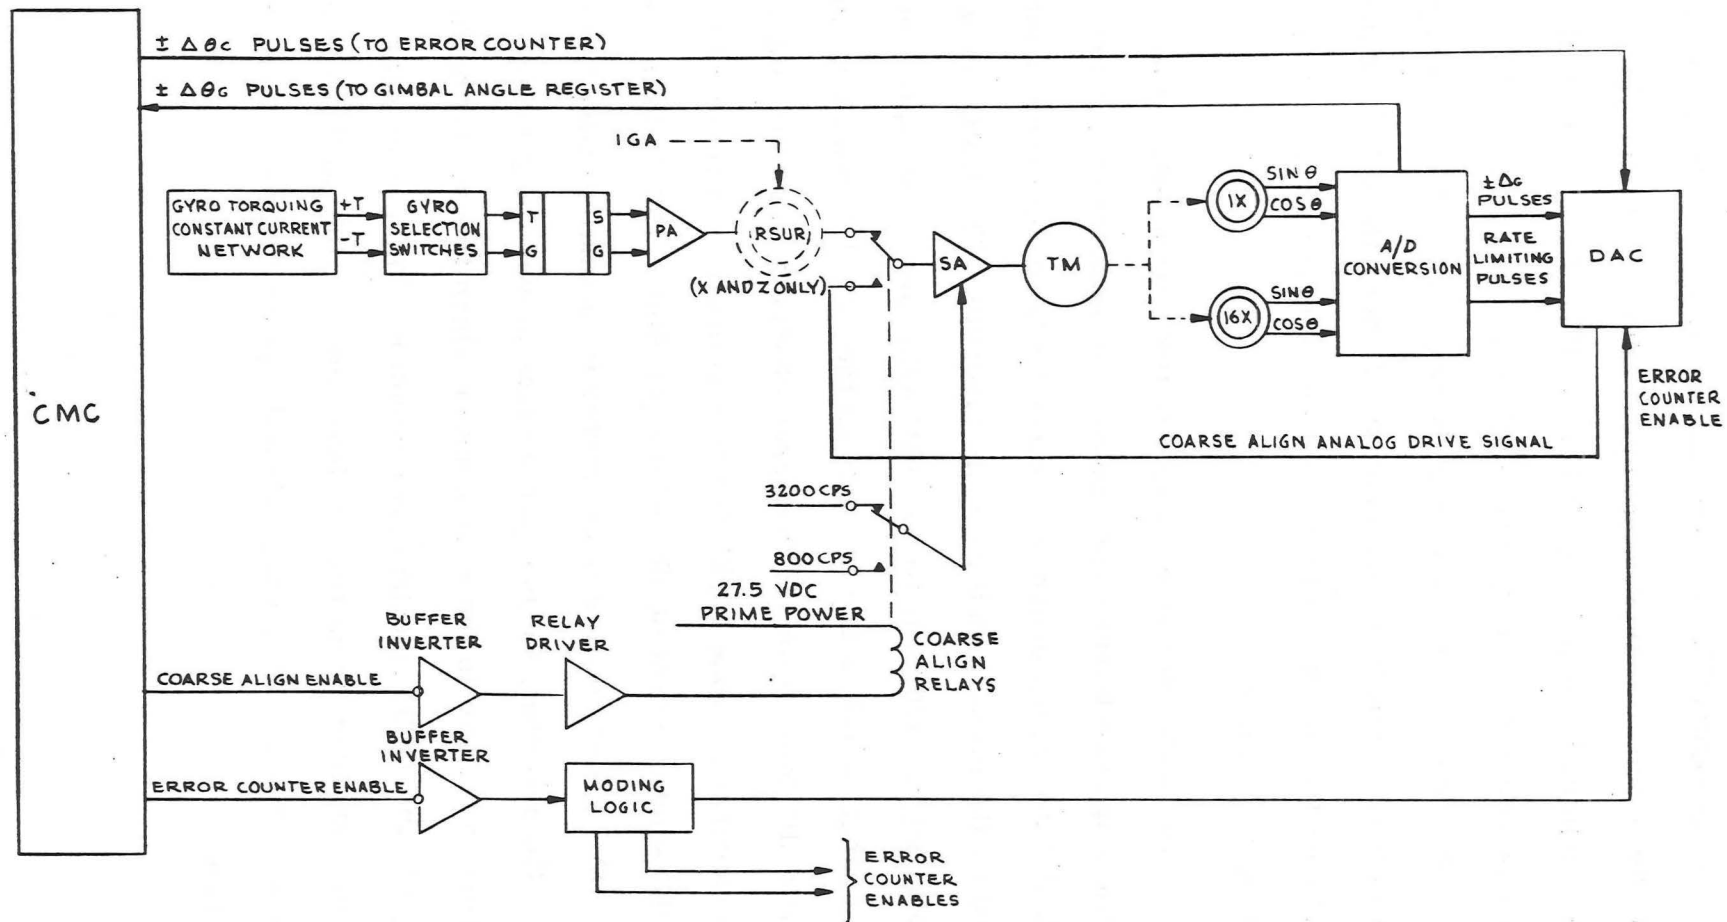 ± Δ θc PULSES (TO ERROR COUNTER)
± Δ θG PULSES (TO GIMBAL ANGLE REGISTER)
IGA
GYRO TORQUING
CONSTANT CURRENT
NETWORK
+T
-T
GYRO
SELECTION
SWITCHES
T
G
S
G
PA
RSUR
(X AND Z ONLY)
SA
TM
1X
SIN θ
COS θ
16X
SIN θ
COS θ
A/D
CONVERSION
± ΔG
PULSES
RATE
LIMITING
PULSES
DAC
ERROR
COUNTER
ENABLE
CMC
COARSE ALIGN ANALOG DRIVE SIGNAL
3200 CPS
800 CPS
27.5 VDC
PRIME POWER
BUFFER
INVERTER
RELAY
DRIVER
COARSE
ALIGN
RELAYS
COARSE ALIGN ENABLE
BUFFER
INVERTER
ERROR COUNTER ENABLE
MODING
LOGIC
ERROR
COUNTER
ENABLES